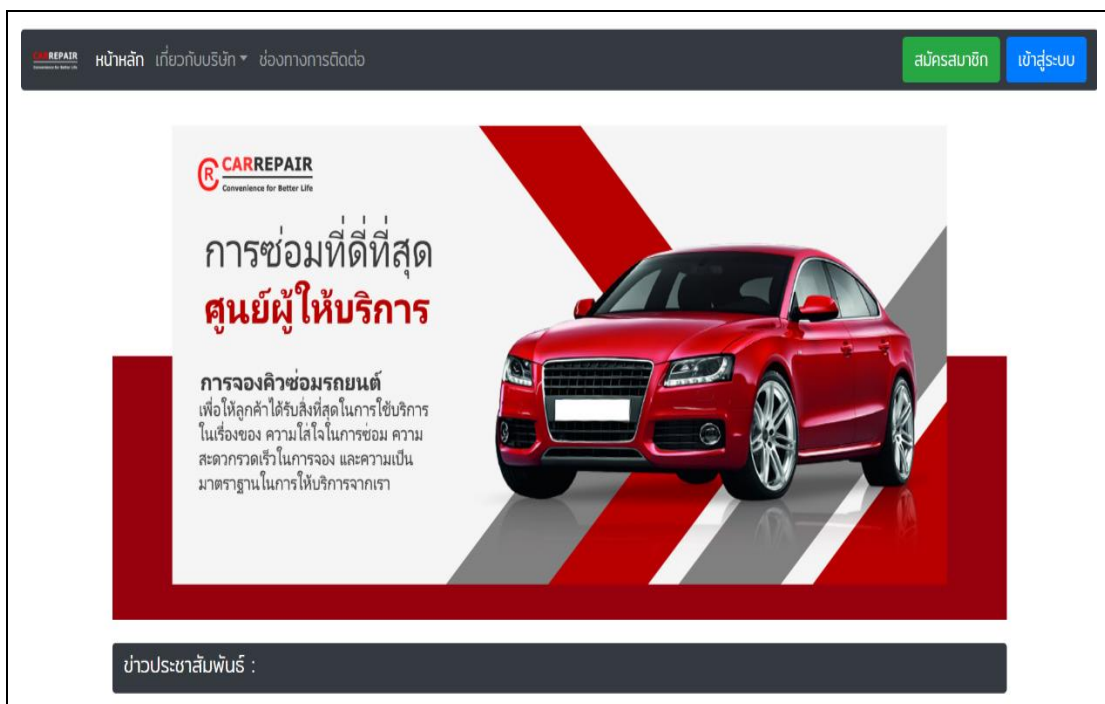 CARREPAIR
หน้าหลัก เกี่ยวกับบริษัท ช่องทางการติดต่อ
สมัครสมาชิก เข้าสู่ระบบ
CARREPAIR
Convenience for Better Life
การซ่อมที่ดี่ที่สุด
ศูนย์ผู้ให้บริการ
การจองคิวซ่อมรถยนต์
เพื่อให้ลูกค้าได้รับสิ่งที่สุดในการใช้บริการ
ในเรื่องของ ความใส่ใจในการซ่อม ความ
สะดวกรวดเร็วในการจอง และความเป็น
มาตราฐานในการให้บริการจากเรา
ข่าวประชาสัมพันธ์ :